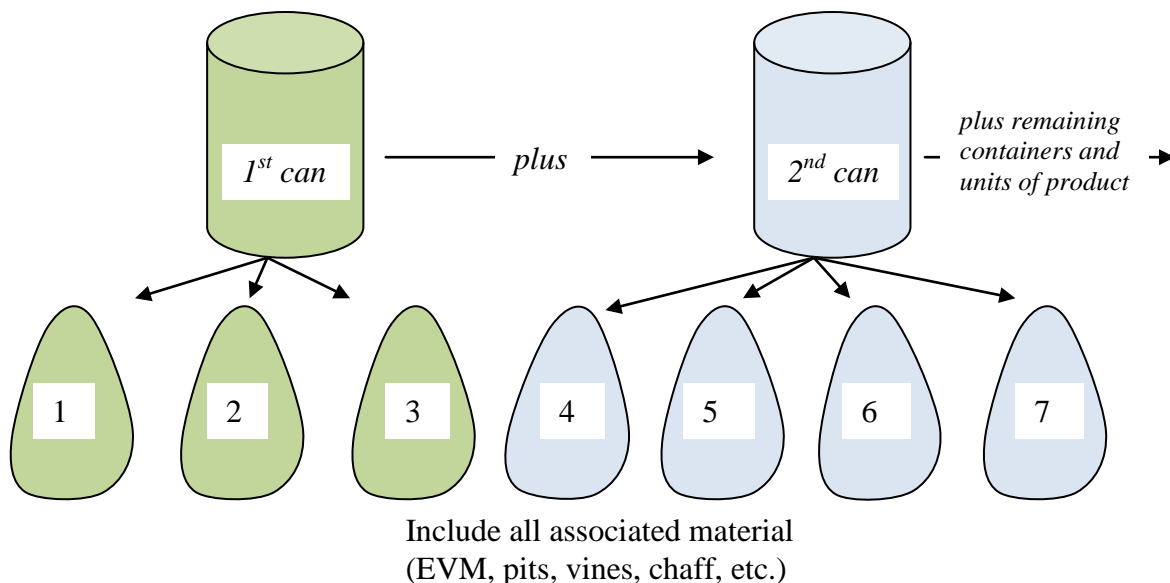 1st can
plus
2nd can
plus remaining
containers and
units of product
1
2
3
4
5
6
7
Include all associated material
(EVM, pits, vines, chaff, etc.)